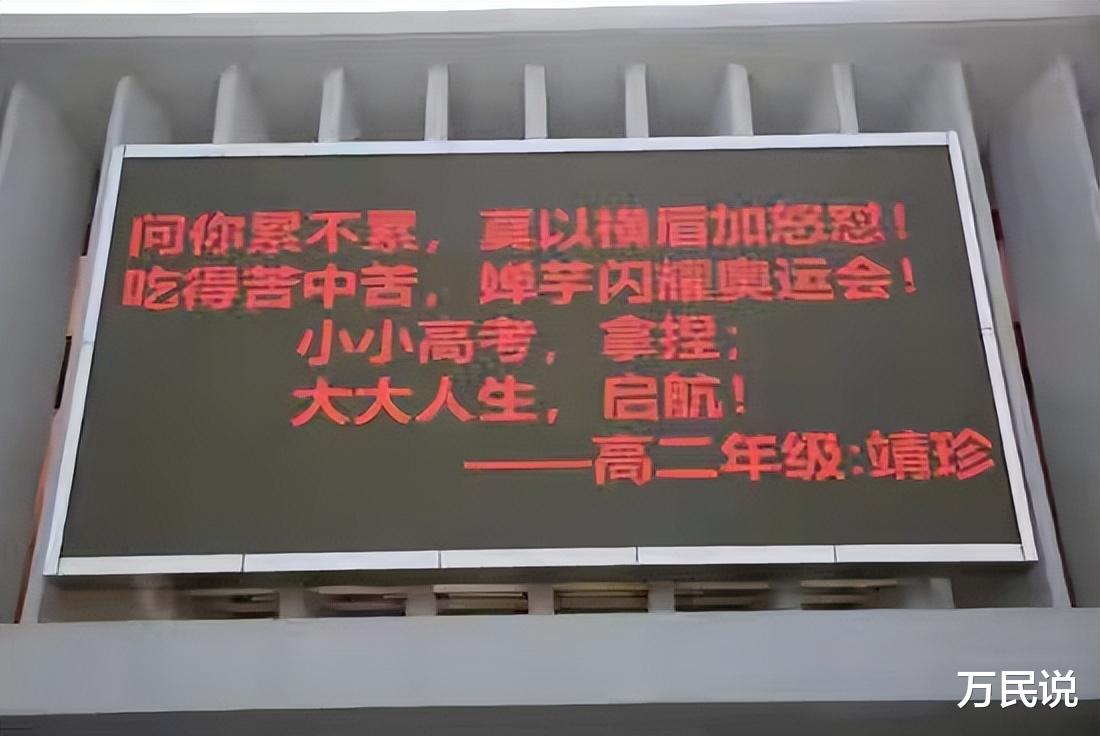 问你累不累，真以横眉加怒怼！
吃得苦中苦，婵芋闪耀奥运会！
小小高考，拿捏；
大大人生，启航！
——高二年级:靖珍
万民说